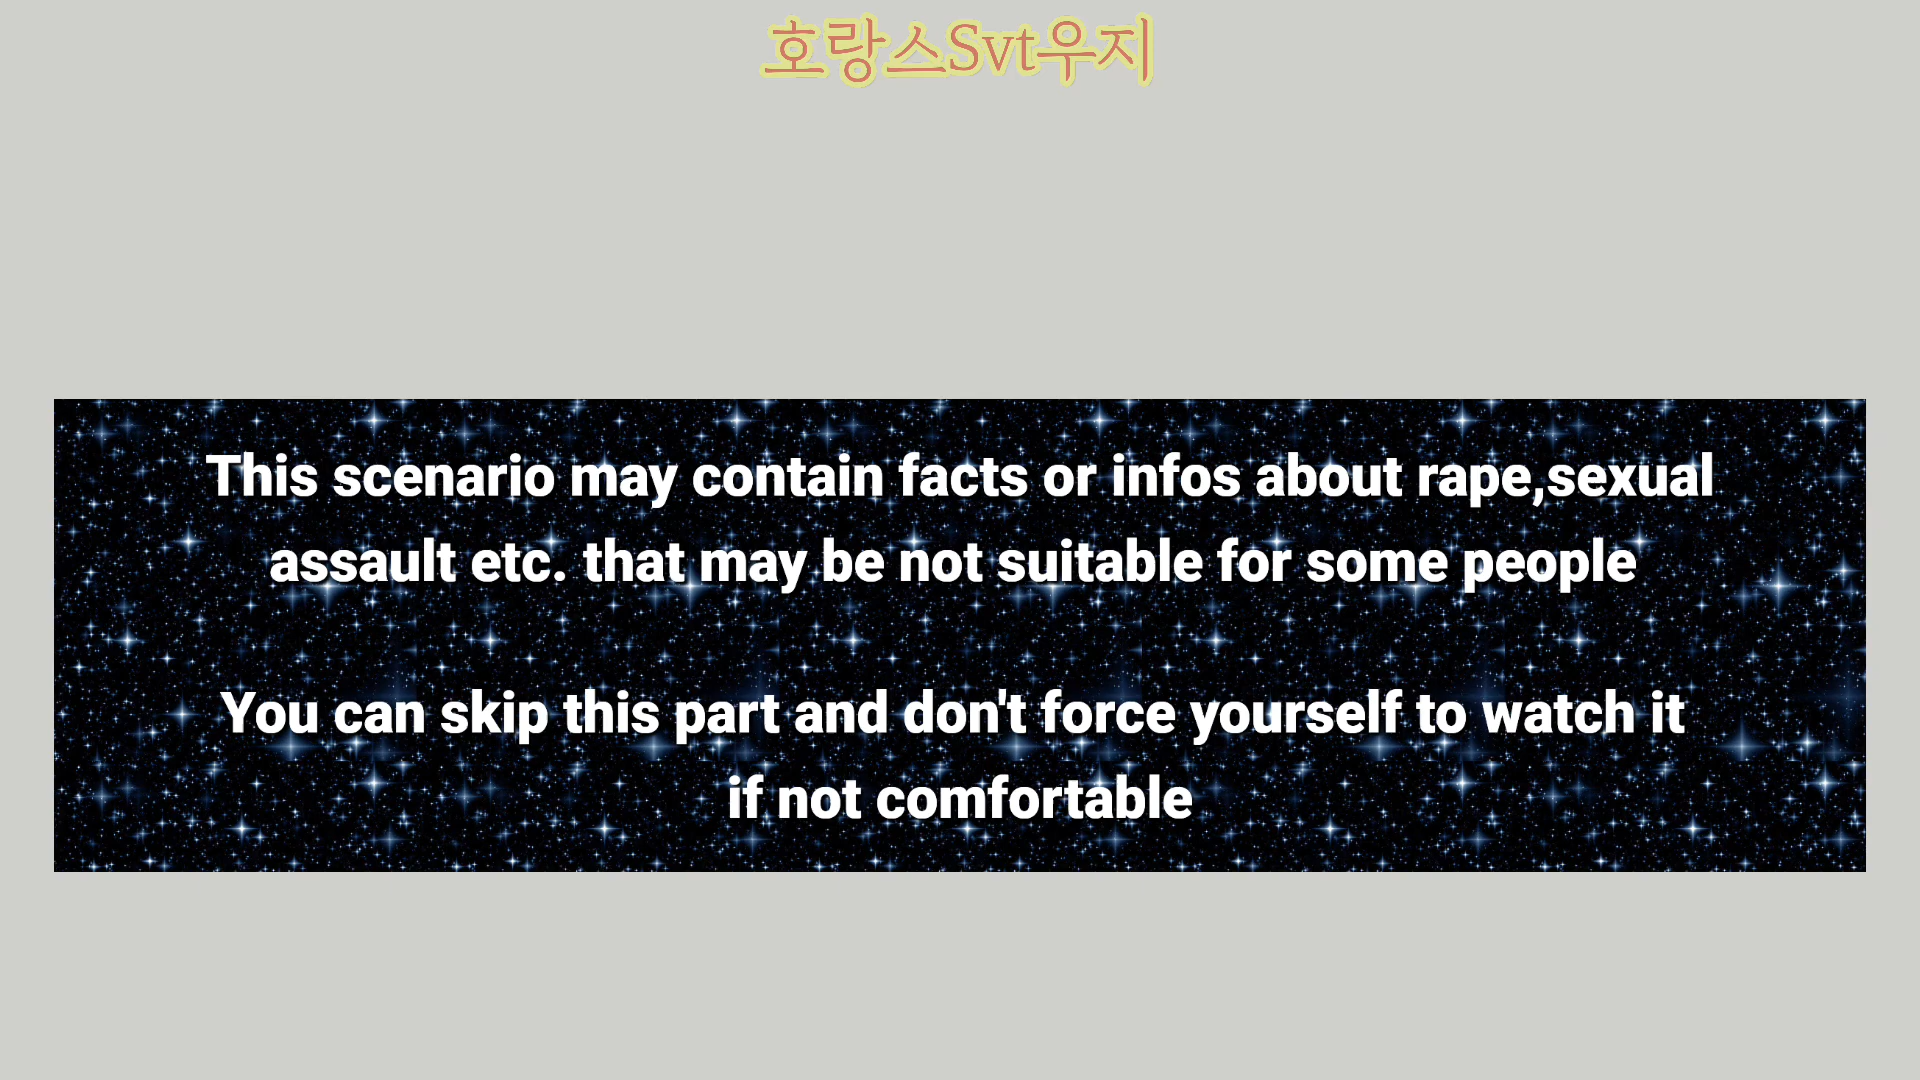 호랑스Svt우지
This scenario may contain facts or infos about rape,sexual
assault etc. that may be not suitable for some people
You can skip this part and don't force yourself to watch it
if not comfortable